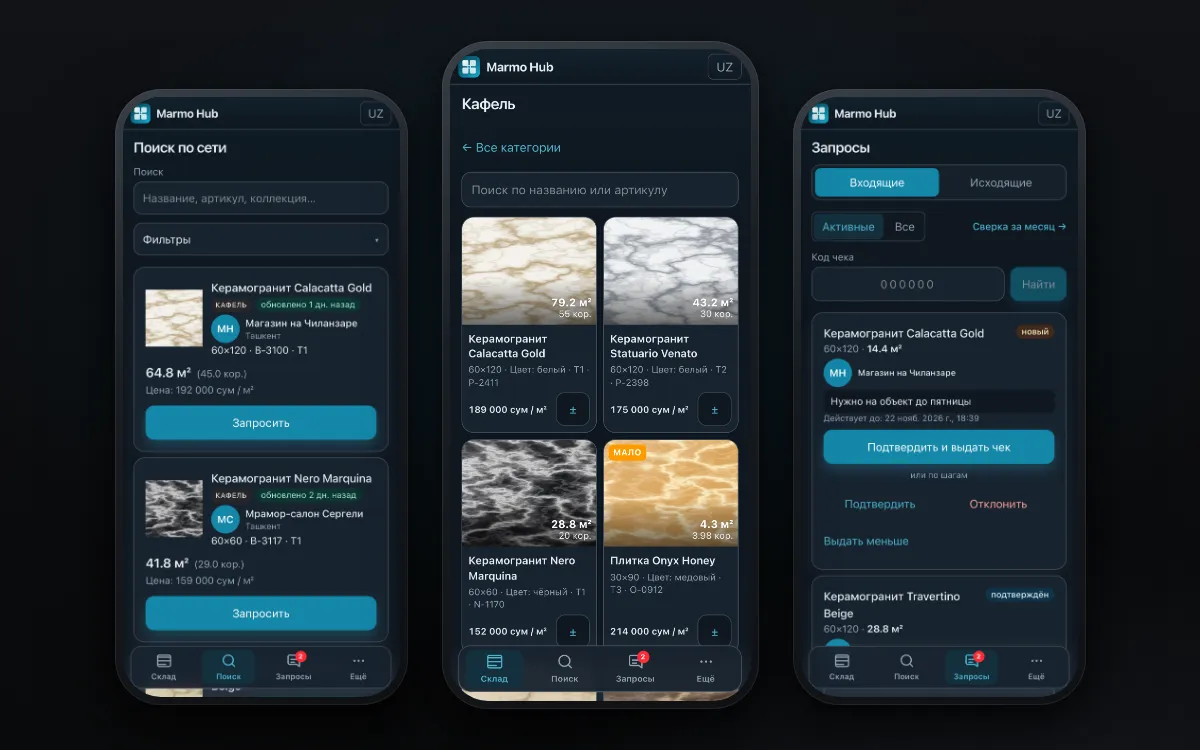 Marmo Hub
UZ
Поиск по сети
Поиск
Название, артикул, коллекция...
Фильтры
Керамогранит Calacatta Gold
КАФЕЛЬ
обновлено 1 дн. назад
МН
Магазин на Чиланзаре
Ташкент
60×120 · B-3100 · T1
64.8 м² (45.0 кор.)
Цена: 192 000 сум / м²
Запросить
Керамогранит Nero Marquina
КАФЕЛЬ
обновлено 2 дн. назад
МС
Мрамор-салон Сергели
Ташкент
60×60 · B-3117 · T1
41.8 м² (29.0 кор.)
Цена: 159 000 сум / м²
Запросить
Beige
2
Склад
Поиск
Запросы
Ещё
Marmo Hub
UZ
Кафель
← Все категории
Поиск по названию или артикулу
79.2 м²
55 кор.
Керамогранит
Calacatta Gold
60×120 · Цвет: белый · T1 ·
P-2411
189 000 сум / м²
±
43.2 м²
30 кор.
Керамогранит
Statuario Venato
60×120 · Цвет: белый · T2
· P-2398
175 000 сум / м²
±
28.8 м²
20 кор.
Керамогранит Nero
Marquina
60×60 · Цвет: чёрный · T1
· N-1170
152 000 сум / м²
±
МАЛО
4.3 м²
3.98 кор.
Плитка Onyx Honey
30×90 · Цвет: медовый ·
T3 · O-0912
214 000 сум / м²
±
2
Склад
Поиск
Запросы
Ещё
Marmo Hub
UZ
Запросы
Входящие
Исходящие
Активные
Все
Сверка за месяц →
Код чека
000000
Найти
Керамогранит Calacatta Gold
новый
60×120 · 14.4 м²
МН
Магазин на Чиланзаре
Нужно на объект до пятницы
Действует до: 22 нояб. 2026 г., 18:39
Подтвердить и выдать чек
или по шагам
Подтвердить
Отклонить
Выдать меньше
Керамогранит Travertino
Beige
подтверждён
60×120 · 28.8 м²
2
Склад
Поиск
Запросы
Ещё